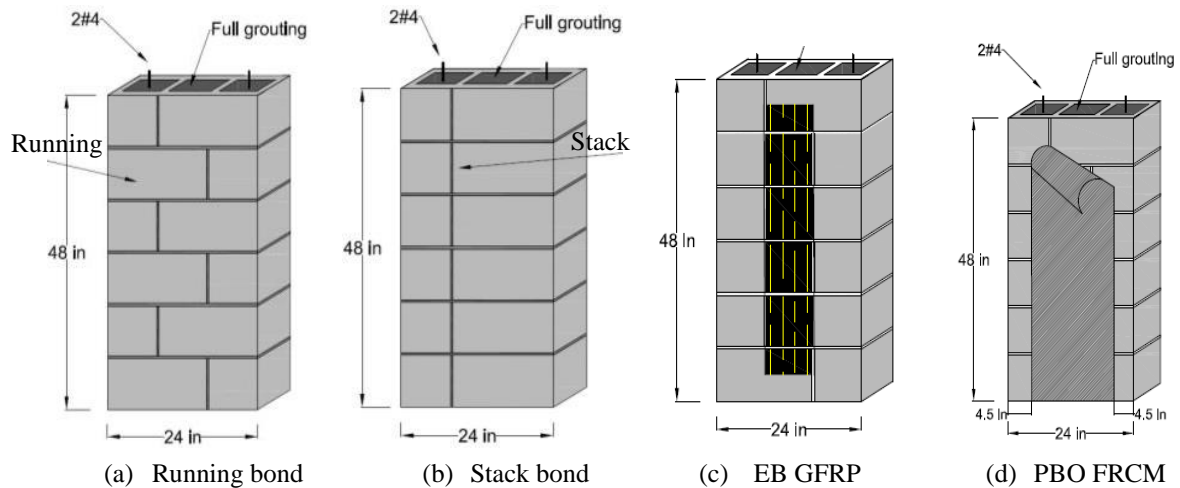 2#4
Full grouting
Running
48 in
24 in
(a) Running bond
2#4
Full grouting
Stack
48 in
24 in
(b) Stack bond
48 in
24 in
(c) EB GFRP
2#4
Full grouting
48 in
4.5 in
4.5 in
24 in
(d) PBO FRCM